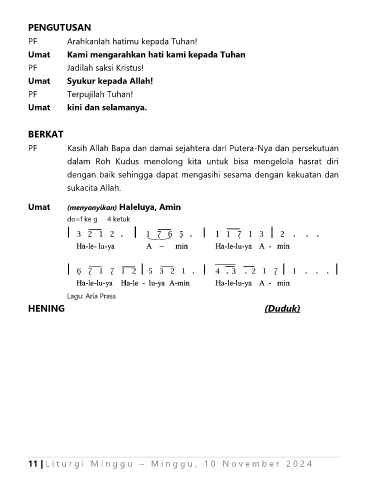 PENGUTUSAN
PF Arahkanlah hatimu kepada Tuhan!
Umat Kami mengarahkan hati kami kepada Tuhan
PF Jadilah saksi Kristus!
Umat Syukur kepada Allah!
PF Terpujilah Tuhan!
Umat kini dan selamanya.
BERKAT
PF Kasih Allah Bapa dan damai sejahtera dari Putera-Nya dan persekutuan
dalam Roh Kudus menolong kita untuk bisa mengelola hasrat diri
dengan baik sehingga dapat mengasihi sesama dengan kekuatan dan
sukacita Allah.
Umat (menyanyikan) Haleluya, Amin
do=f ke g 4 ketuk
| 3 2 1 2 . | 1 7 6 5 . | 1 1 7 1 3 | 2 . . .
Ha-le- lu-ya A – min Ha-le-lu-ya A - min
| 6 7 1 7 1 2 | 5 3 2 1 . | 4 . 3 . 2 1 7 | 1 . . . |
Ha-le-lu-ya Ha-le - lu-ya A-min Ha-le-lu-ya A - min
Lagu: Aria Prass
HENING (Duduk)
11 | Liturgi Minggu – Minggu, 10 November 2024